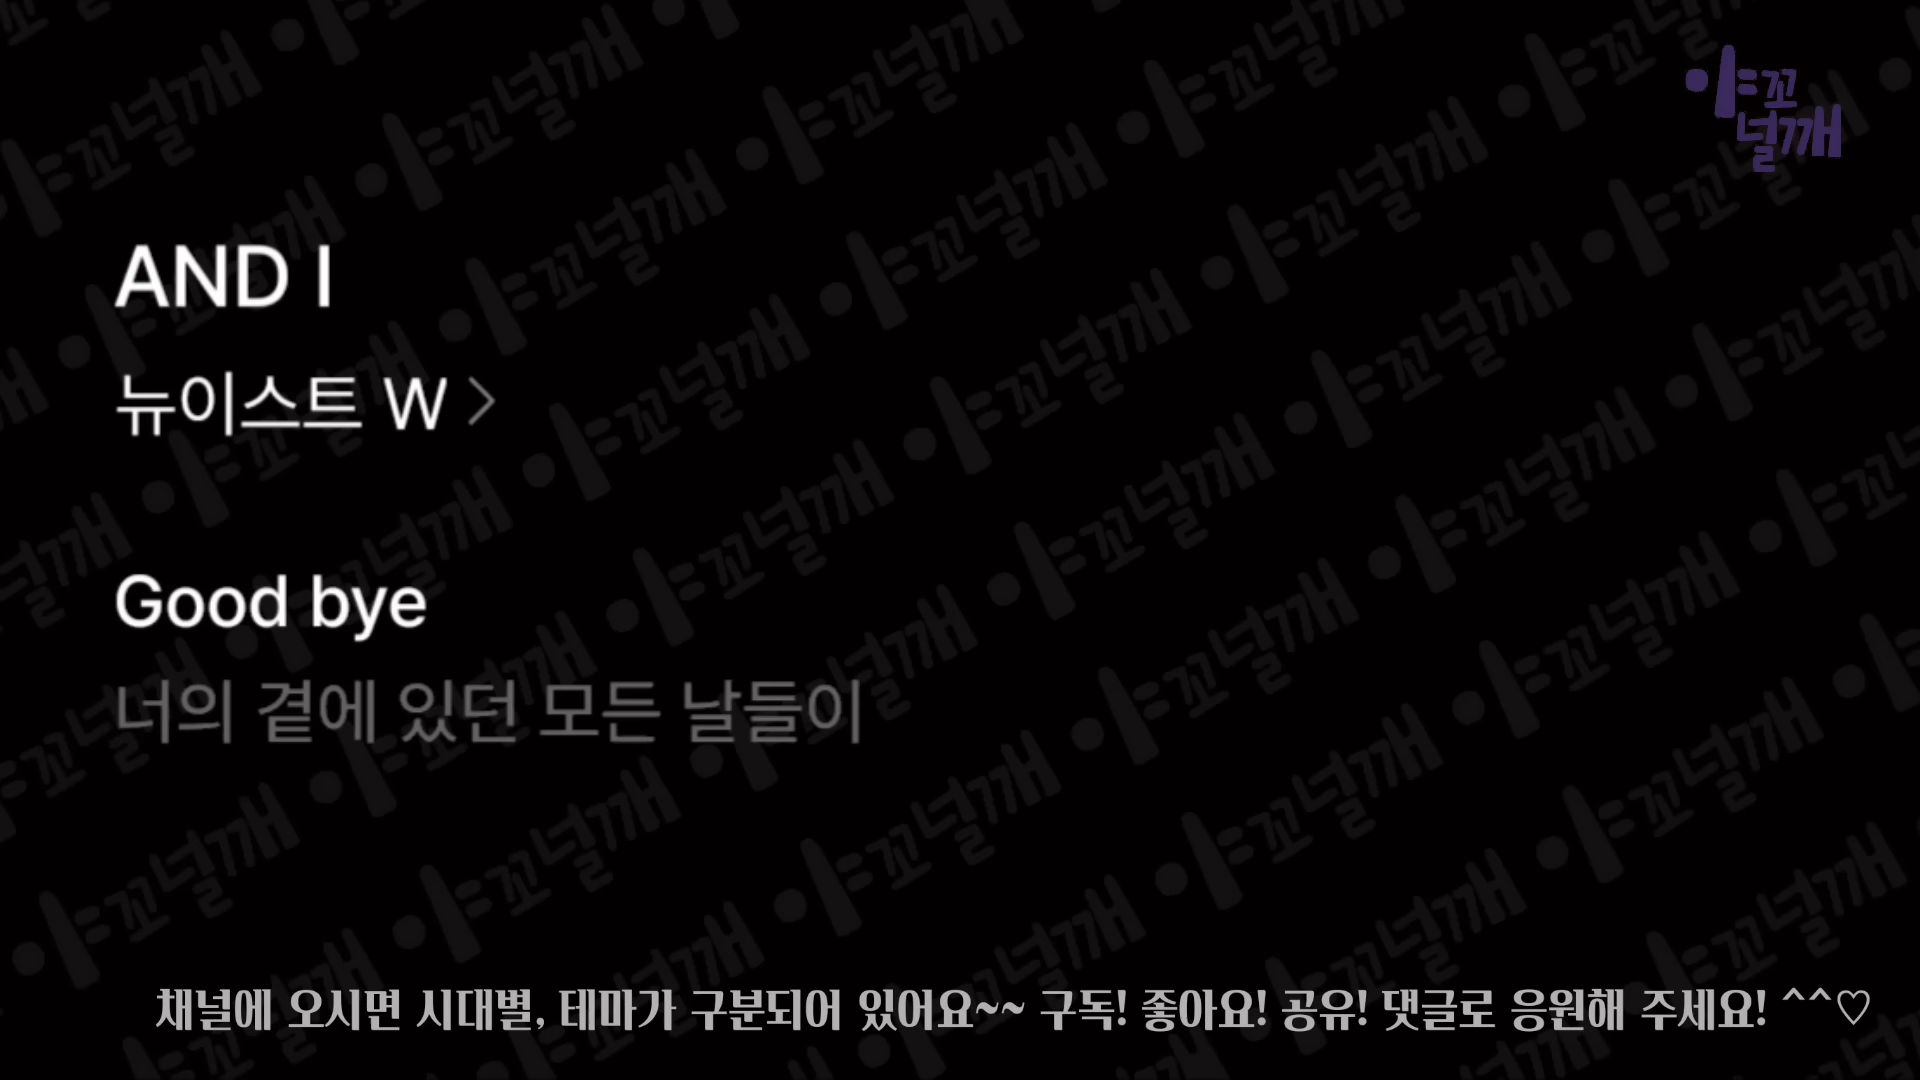 야꼬
널깨
AND I
뉴이스트 W >
Good bye
너의 곁에 있던 모든 날들이
채널에 오시면 시대별, 테마가 구분되어 있어요~~ 구독! 좋아요! 공유! 댓글로 응원해 주세요! ^^♡